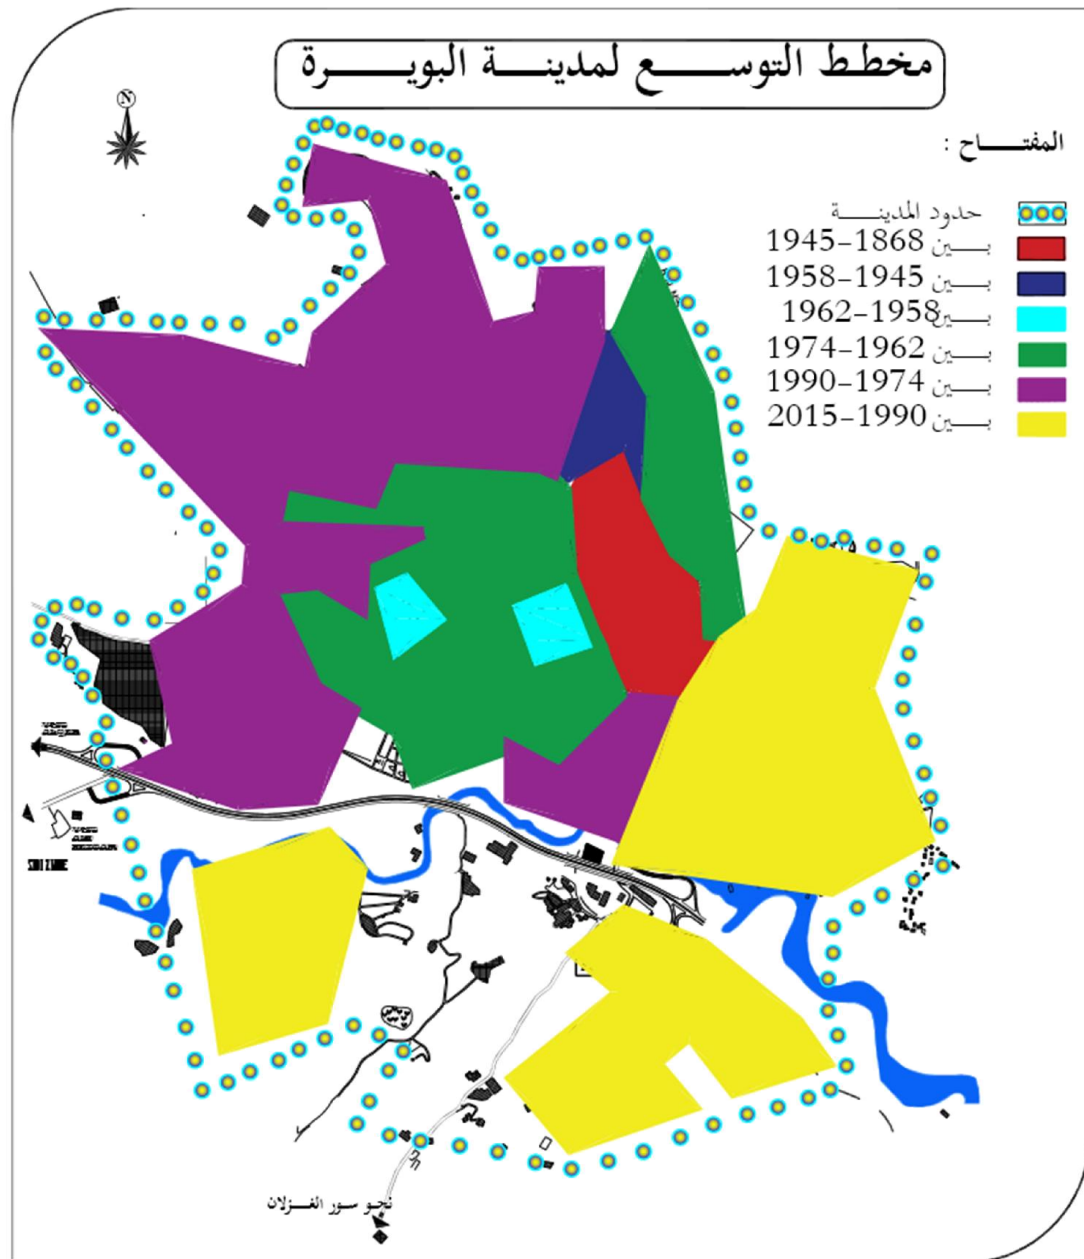 مخطط التوسع لمدينة البويرة
N
المفتاح :
حدود المدينة
بين 1868-1945
بين 1945-1958
بين 1958-1962
بين 1962-1974
بين 1974-1990
بين 1990-2015
نحو سور الغزلان